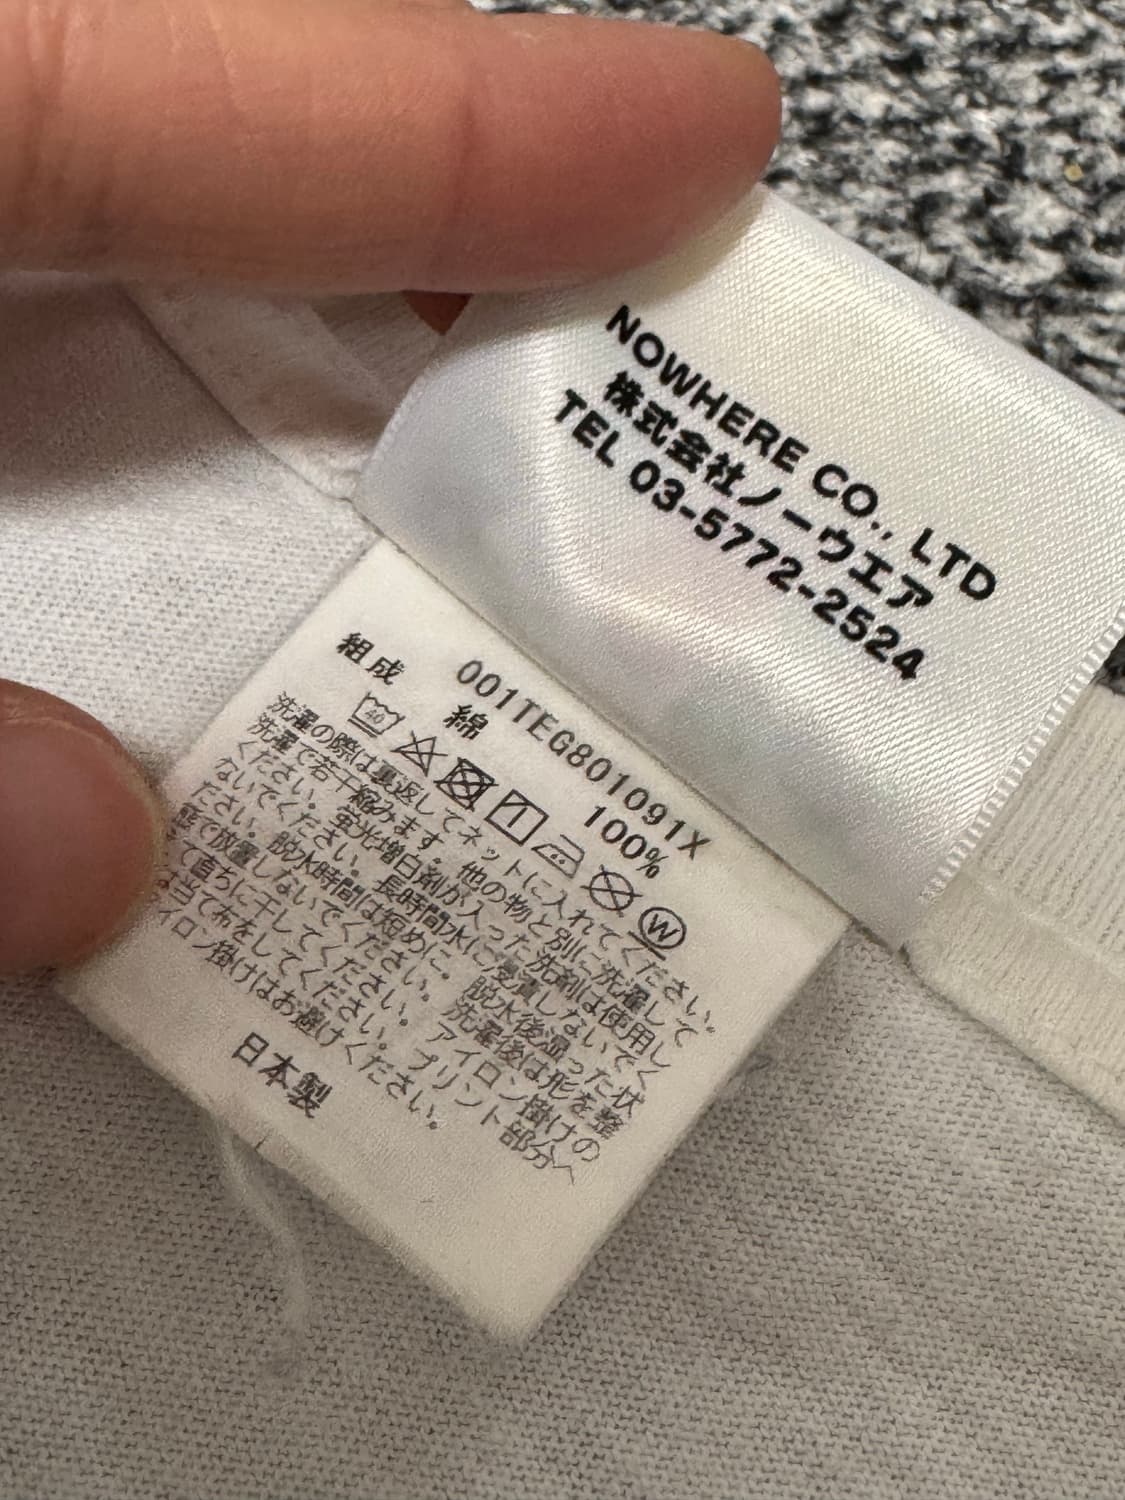 NOWHERE CO., LTD
株式会社ノーウエア
TEL 03-5772-2524
001TEG801091X
組成 綿 100%
40
W
洗濯の際は裏返してネットに入れてください。
洗濯で若干縮みます。他の物と別に洗濯して
ください。蛍光増白剤が入った洗剤は使用し
ないでください。長時間水に浸漬しないでく
ださい。脱水時間は短めに。脱水後湿った状
態で放置しないでください。洗濯後は形を整
て直ちに干してください。アイロン掛けの
は当て布をしてください。プリント部分へ
イロン掛けはお避けください。
日本製